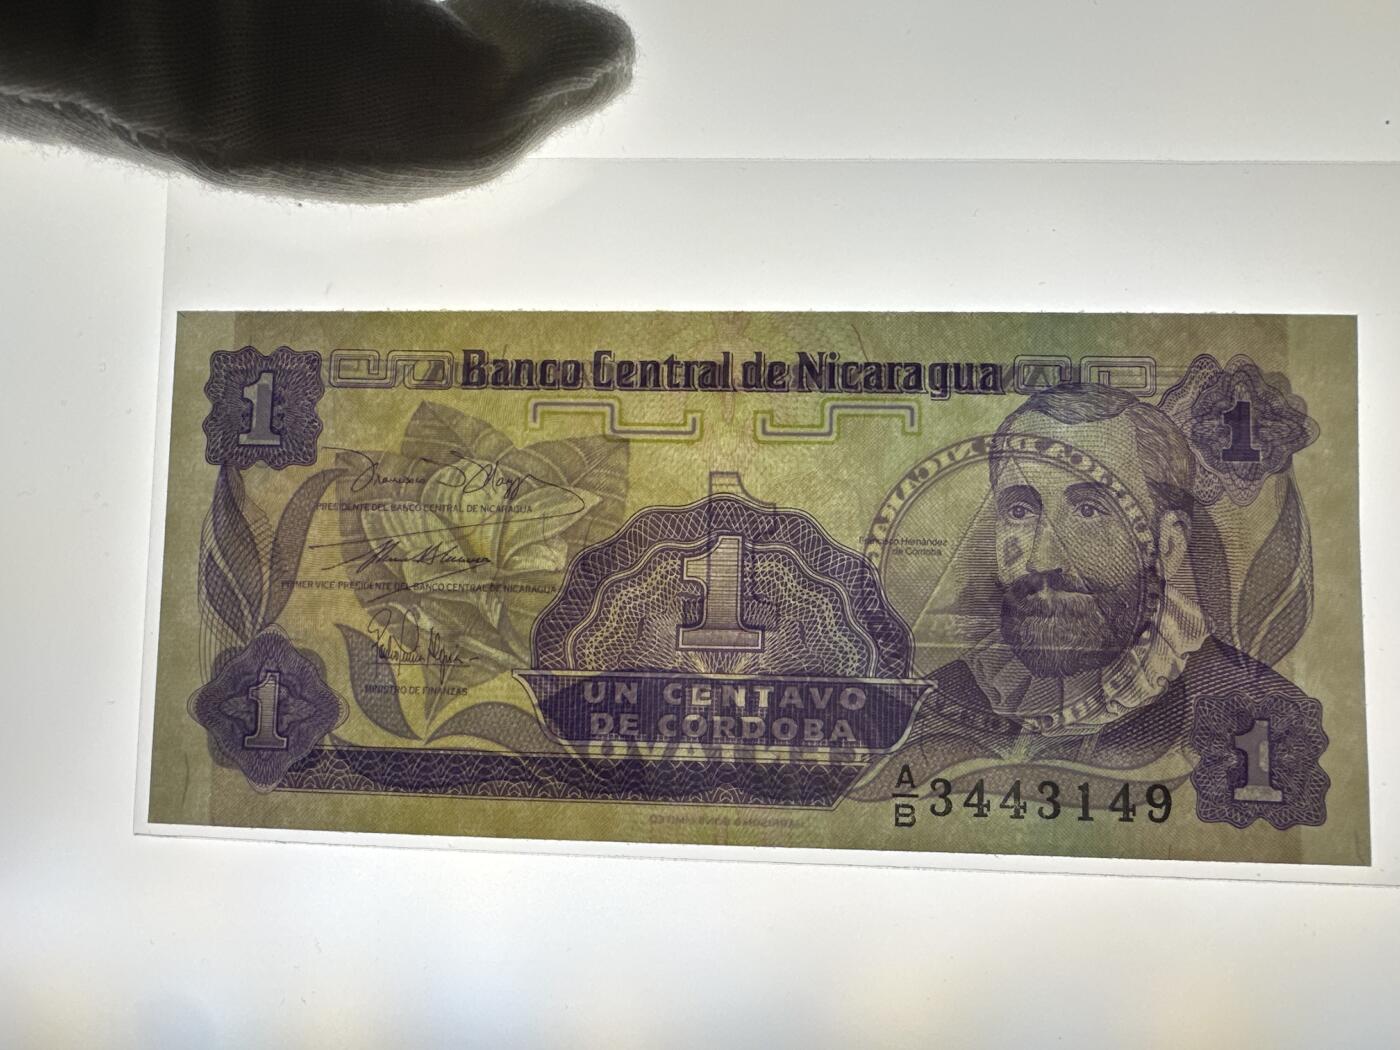 1
Banco Central de Nicaragua
1
PRESIDENTE DEL BANCO CENTRAL DE NICARAGUA
PRIMER VICE PRESIDENTE DEL BANCO CENTRAL DE NICARAGUA
MINISTRO DE FINANZAS
Francisco Hernández
de Córdoba
1
1
UN CENTAVO
DE CORDOBA
A/B 3443149
1